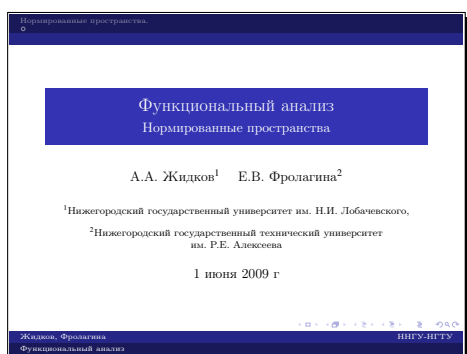 Нормированные пространства.
Функциональный анализ
Нормированные пространства
А.А. Жидков¹ Е.В. Фролагина²
¹Нижегородский государственный университет им. Н.И. Лобачевского,
²Нижегородский государственный технический университет
им. Р.Е. Алексеева
1 июня 2009 г
Жидков, Фролагина ННГУ-НГТУ
Функциональный анализ